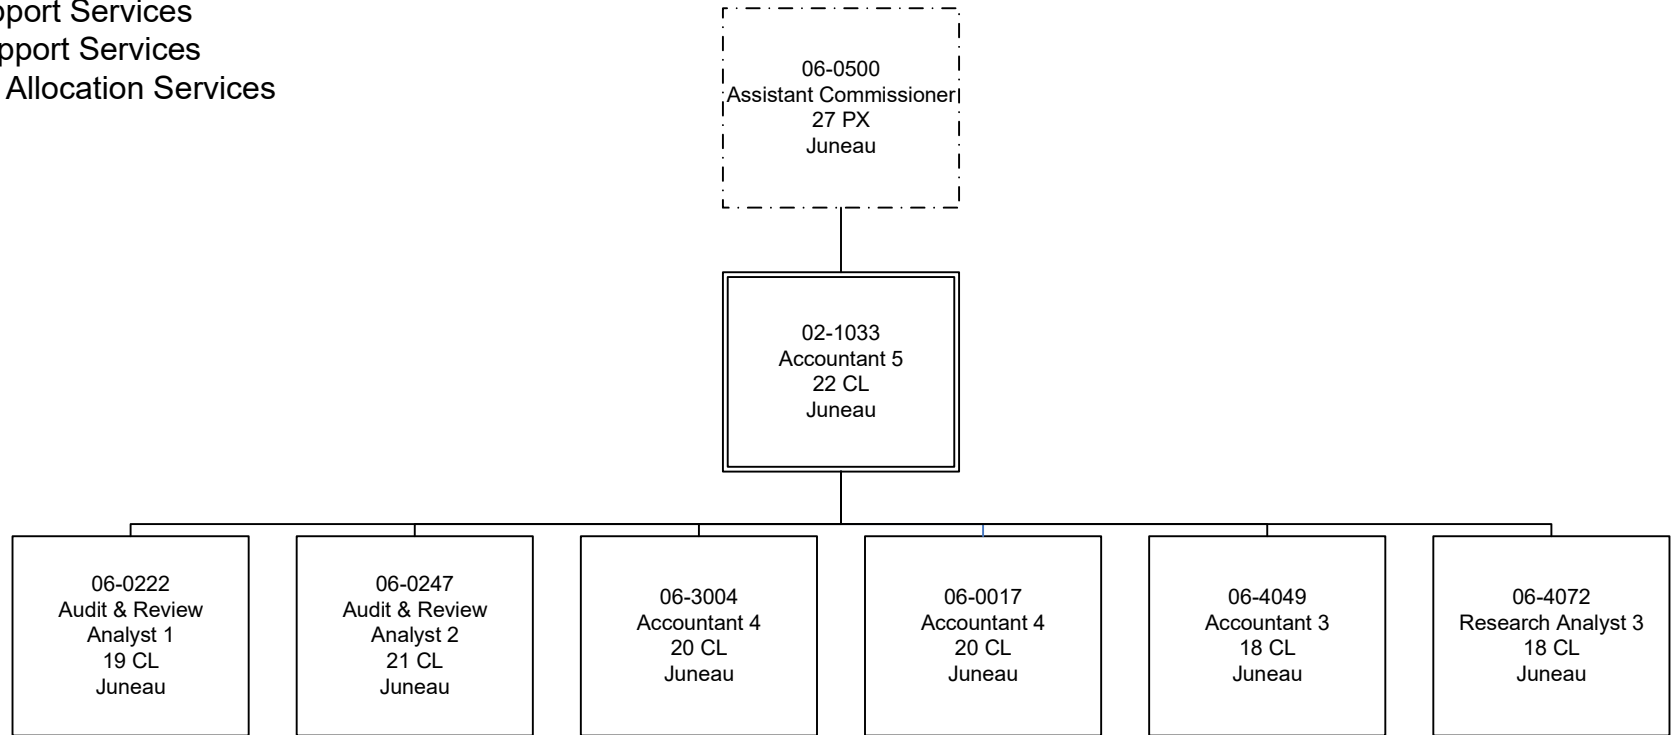 Services
Services
Allocation Services
06-0500
Assistant Commissioner
27 PX
Juneau
02-1033
Accountant 5
22 CL
Juneau
06-0222
Audit & Review
Analyst 1
19 CL
Juneau
06-0247
Audit & Review
Analyst 2
21 CL
Juneau
06-3004
Accountant 4
20 CL
Juneau
06-0017
Accountant 4
20 CL
Juneau
06-4049
Accountant 3
18 CL
Juneau
06-4072
Research Analyst 3
18 CL
Juneau